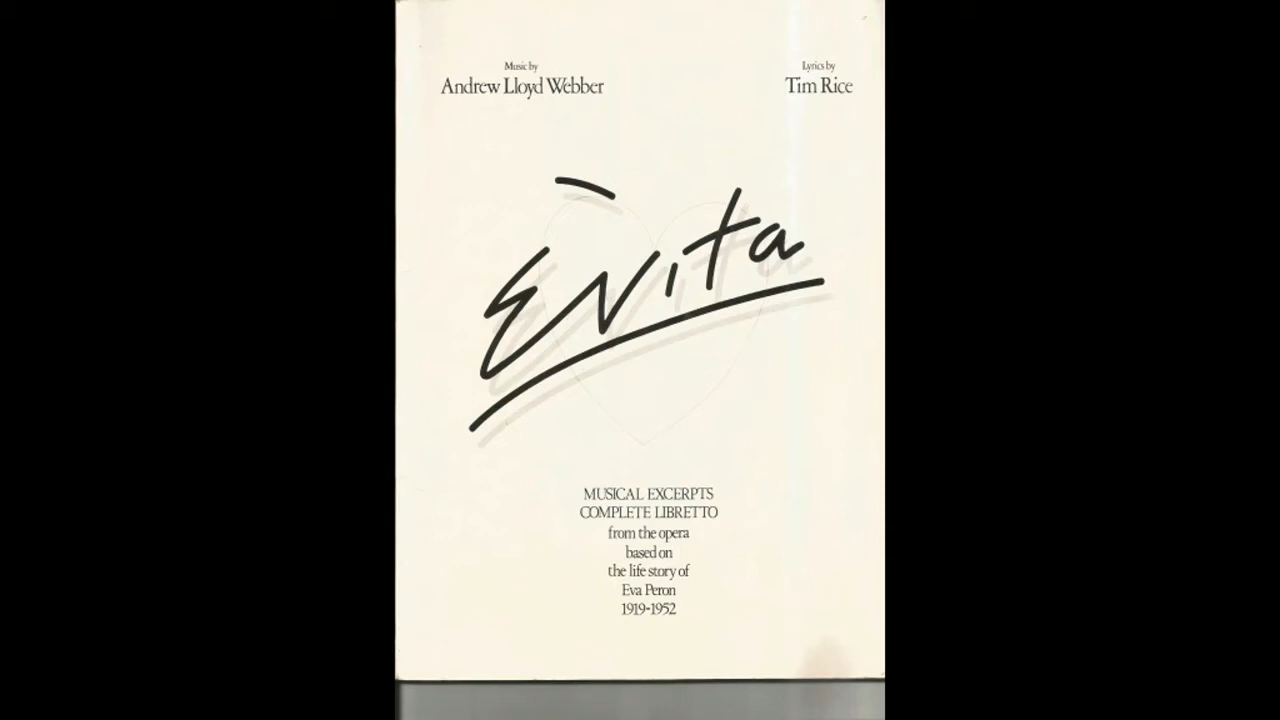 Music by
Andrew Lloyd Webber
Lyrics by
Tim Rice
Evita
MUSICAL EXCERPTS
COMPLETE LIBRETTO
from the opera
based on
the life story of
Eva Peron
1919-1952